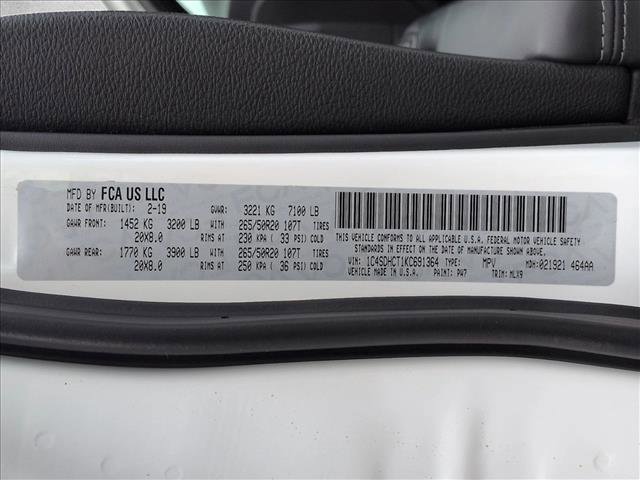 MFD BY FCA US LLC
DATE OF MFR(BUILT): 2-19 GVWR: 3221 KG 7100 LB
GAWR FRONT: 1452 KG 3200 LB WITH 265/50R20 107T TIRES
20X8.0 RIMS AT 230 KPA ( 33 PSI) COLD
GAWR REAR: 1770 KG 3900 LB WITH 265/50R20 107T TIRES
20X8.0 RIMS AT 250 KPA ( 36 PSI) COLD
THIS VEHICLE CONFORMS TO ALL APPLICABLE U.S.A. FEDERAL MOTOR VEHICLE SAFETY
STANDARDS IN EFFECT ON THE DATE OF MANUFACTURE SHOWN ABOVE.
VIN: 1C4SDHCT1KC691364 TYPE: MPV MDH:021921 464AA
PAINT: PW7 TRIM: MLX9